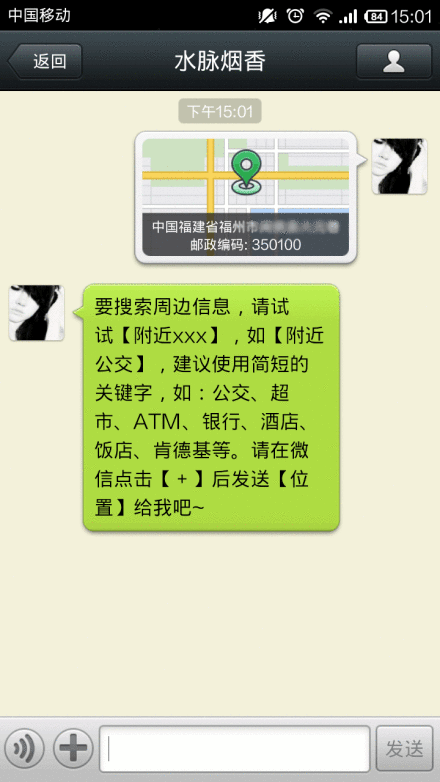 中国移动 84 15:01
返回 水脉烟香
下午15:01
中国福建省福州市
邮政编码: 350100
要搜索周边信息，请试
试【附近xxx】，如【附近
公交】，建议使用简短的
关键字，如：公交、超
市、ATM、银行、酒店、
饭店、肯德基等。请在微
信点击【+】后发送【位
置】给我吧~
发送